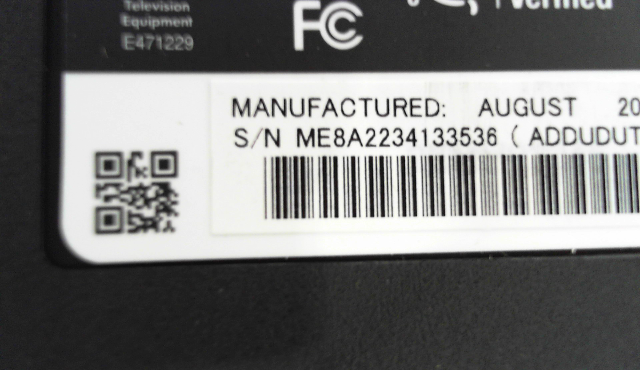 Television
Equipment
E471229
FC
Verified
MANUFACTURED: AUGUST 20
S/N ME8A2234133536 ( ADDUDUT